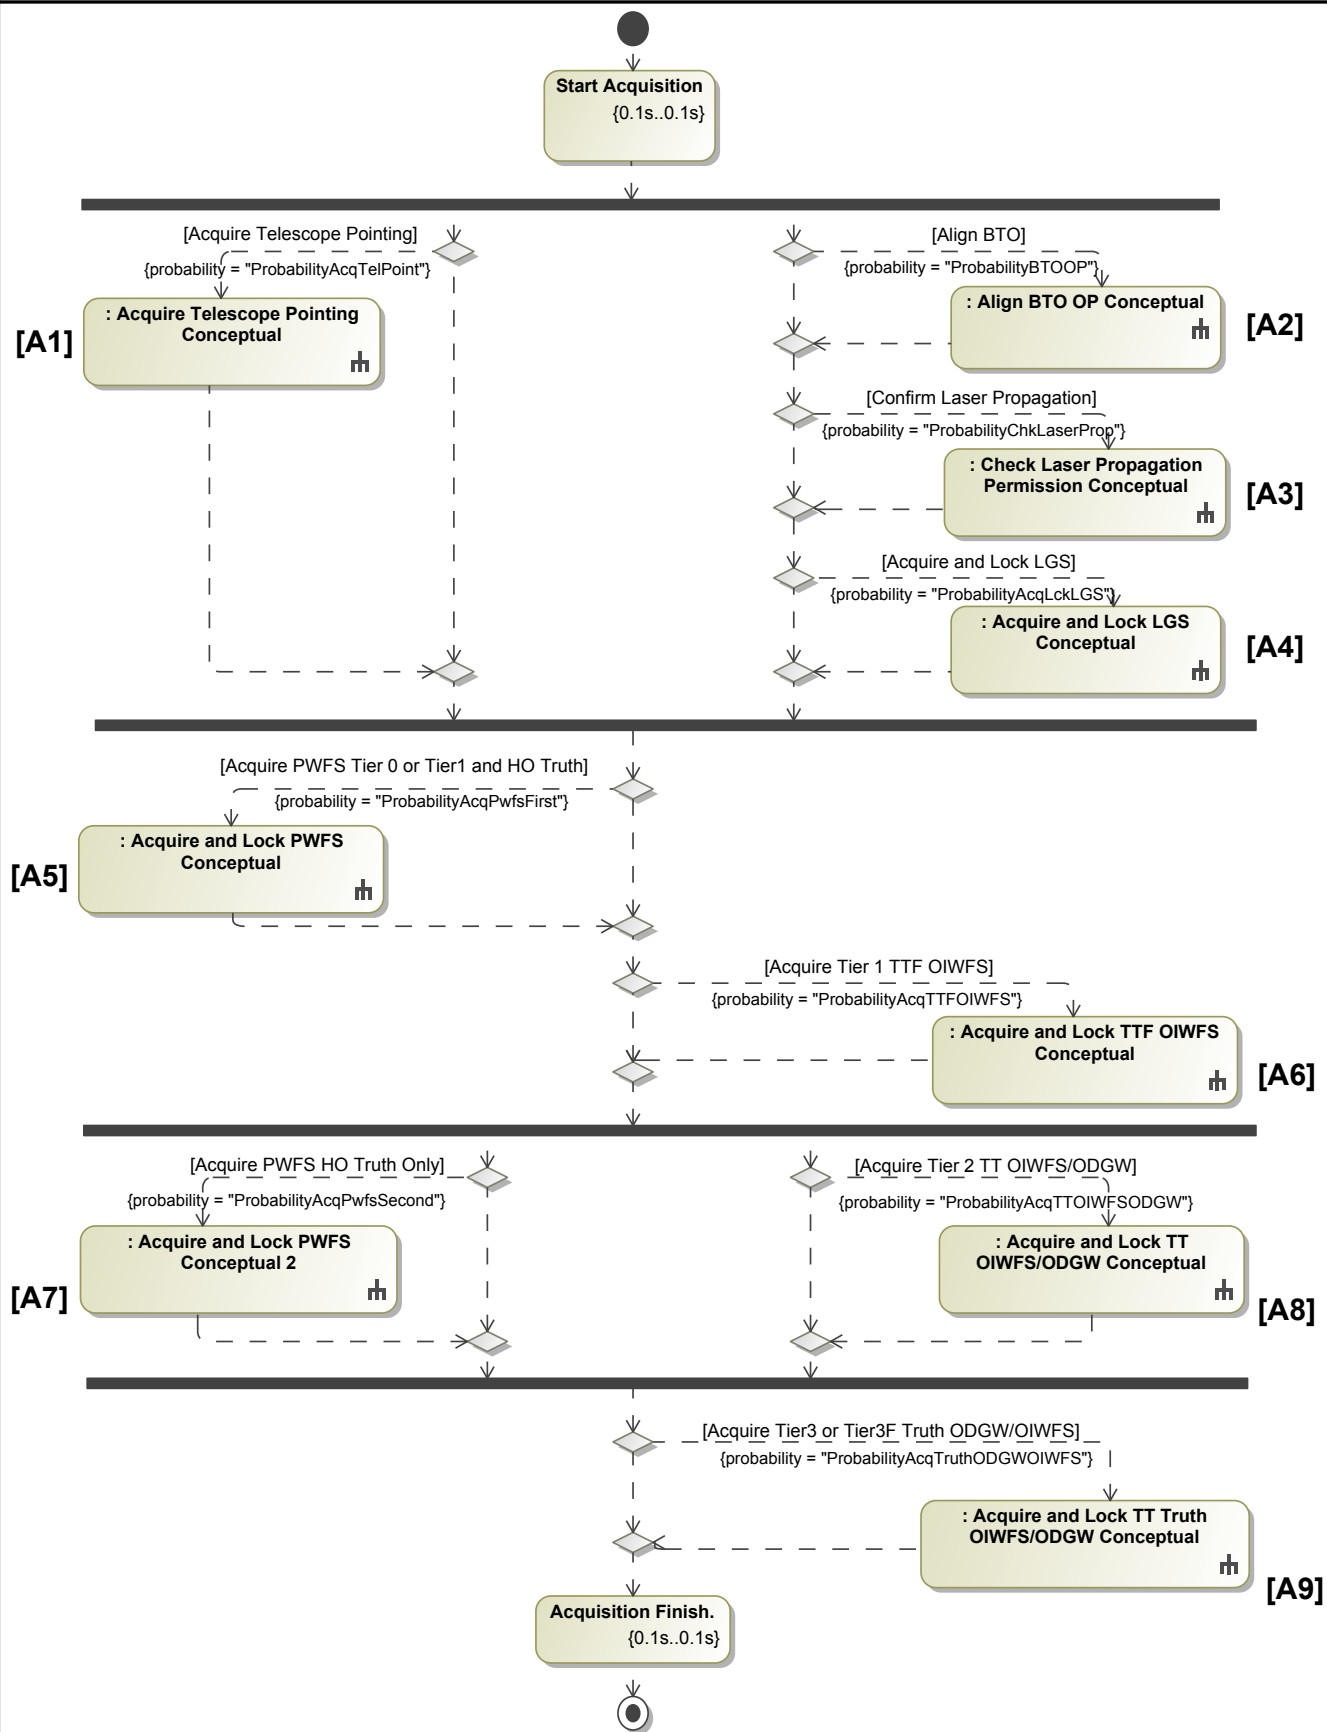 Start Acquisition
{0.1s..0.1s}
[Acquire Telescope Pointing]
{probability = "ProbabilityAcqTelPoint"}
: Acquire Telescope Pointing
Conceptual
[A1]
[Align BTO]
{probability = "ProbabilityBTOOP"}
: Align BTO OP Conceptual
[A2]
[Confirm Laser Propagation]
{probability = "ProbabilityChkLaserProp"}
: Check Laser Propagation
Permission Conceptual
[A3]
[Acquire and Lock LGS]
{probability = "ProbabilityAcqLckLGS"}
: Acquire and Lock LGS
Conceptual
[A4]
[Acquire PWFS Tier 0 or Tier1 and HO Truth]
{probability = "ProbabilityAcqPwfsFirst"}
: Acquire and Lock PWFS
Conceptual
[A5]
[Acquire Tier 1 TTF OIWFS]
{probability = "ProbabilityAcqTTFOIWFS"}
: Acquire and Lock TTF OIWFS
Conceptual
[A6]
[Acquire PWFS HO Truth Only]
{probability = "ProbabilityAcqPwfsSecond"}
: Acquire and Lock PWFS
Conceptual 2
[A7]
[Acquire Tier 2 TT OIWFS/ODGW]
{probability = "ProbabilityAcqTTOIWFSODGW"}
: Acquire and Lock TT
OIWFS/ODGW Conceptual
[A8]
[Acquire Tier3 or Tier3F Truth ODGW/OIWFS]
{probability = "ProbabilityAcqTruthODGWOIWFS"}
: Acquire and Lock TT Truth
OIWFS/ODGW Conceptual
[A9]
Acquisition Finish.
{0.1s..0.1s}